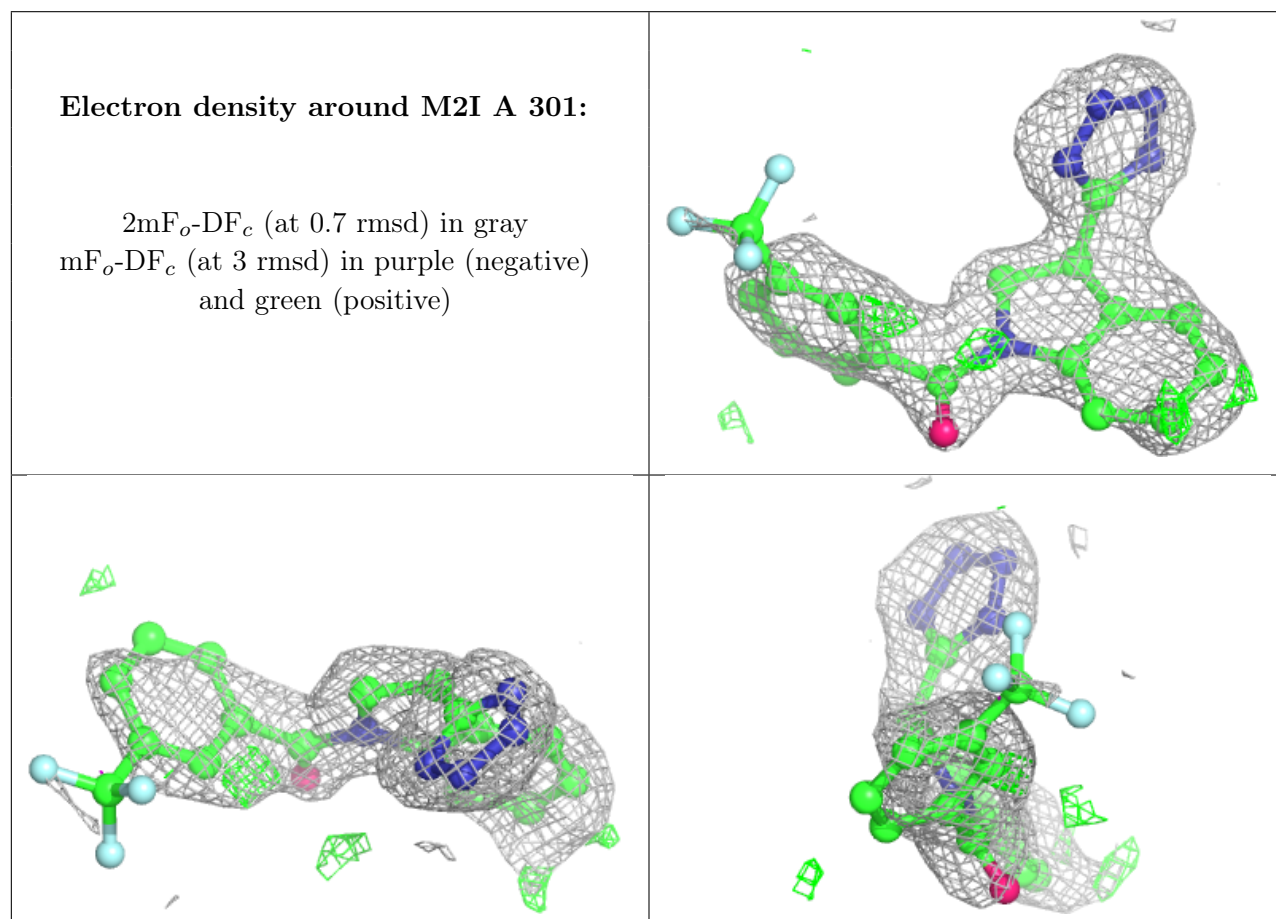 Electron density around M2I A 301:
2mFₒ-DF𝒸 (at 0.7 rmsd) in gray
mFₒ-DF𝒸 (at 3 rmsd) in purple (negative)
and green (positive)